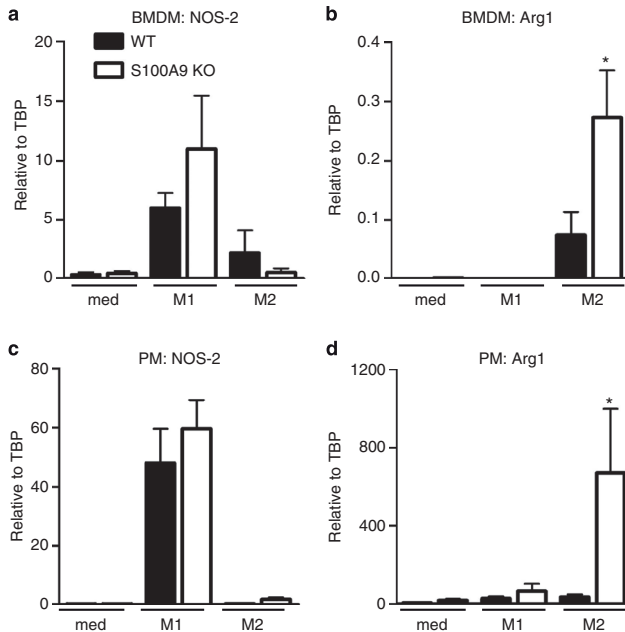 a
BMDM: NOS-2
20
15
10
5
0
Relative to TBP
WT
S100A9 KO
med
M1
M2
b
BMDM: Arg1
0.4
0.3
0.2
0.1
0.0
Relative to TBP
*
med
M1
M2
c
PM: NOS-2
80
60
40
20
0
Relative to TBP
med
M1
M2
d
PM: Arg1
1200
800
400
0
Relative to TBP
*
med
M1
M2